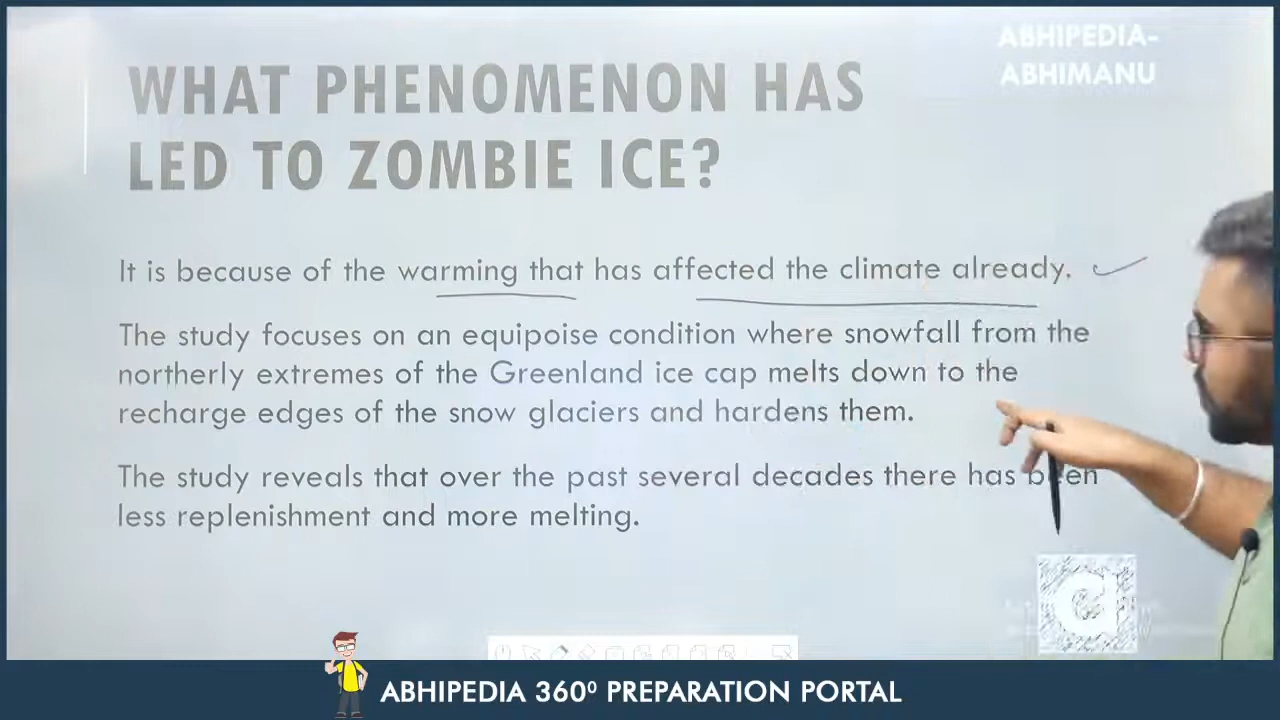 ABHIPEDIA-
ABHIMANU
WHAT PHENOMENON HAS
LED TO ZOMBIE ICE?
It is because of the warming that has affected the climate already.
The study focuses on an equipoise condition where snowfall from the
northerly extremes of the Greenland ice cap melts down to the
recharge edges of the snow glaciers and hardens them.
The study reveals that over the past several decades there has been
less replenishment and more melting.
ABHIPEDIA 360⁰ PREPARATION PORTAL